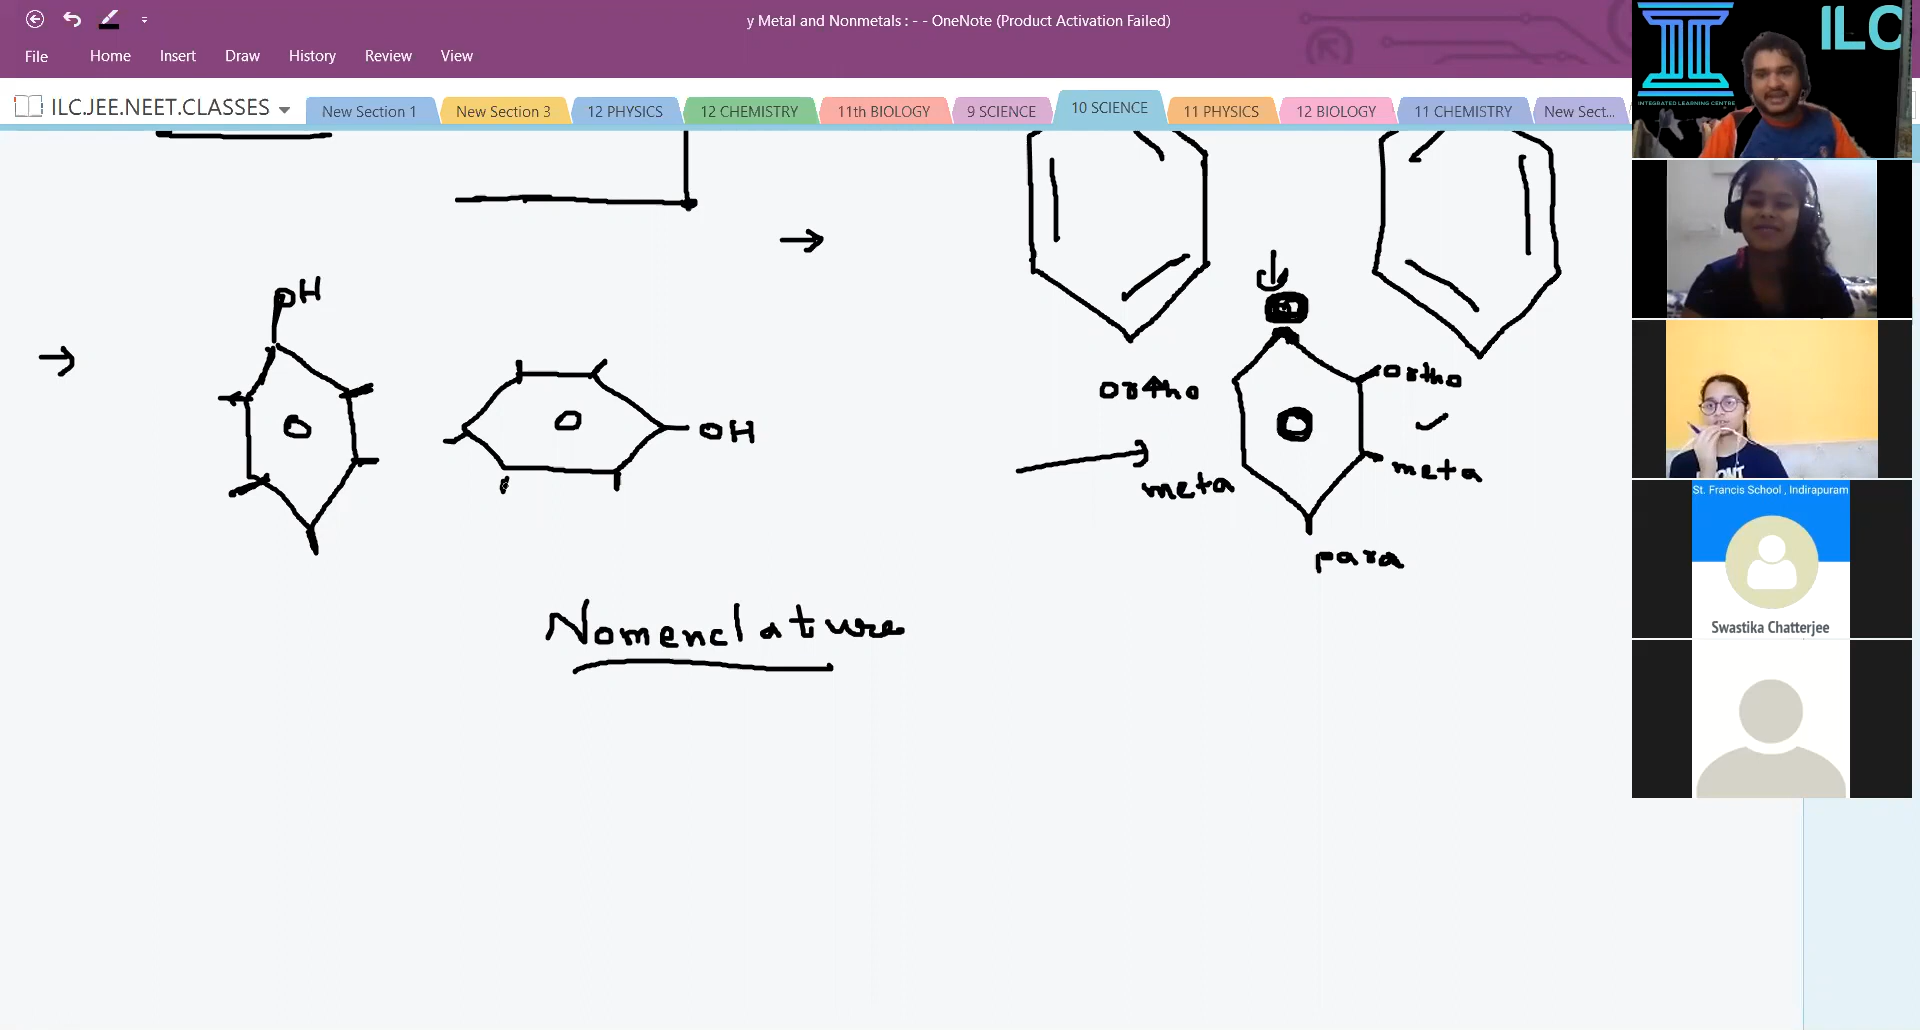 y Metal and Nonmetals : - - OneNote (Product Activation Failed)
File Home Insert Draw History Review View
ILC.JEE.NEET.CLASSES
New Section 1 New Section 3 12 PHYSICS 12 CHEMISTRY 11th BIOLOGY 9 SCIENCE 10 SCIENCE 11 PHYSICS 12 BIOLOGY 11 CHEMISTRY New Sect...
ILC
INTEGRATED LEARNING CENTRE
OH
OH
ortho
ortho
meta
meta
para
Nomenclature
St. Francis School , Indirapuram
Swastika Chatterjee